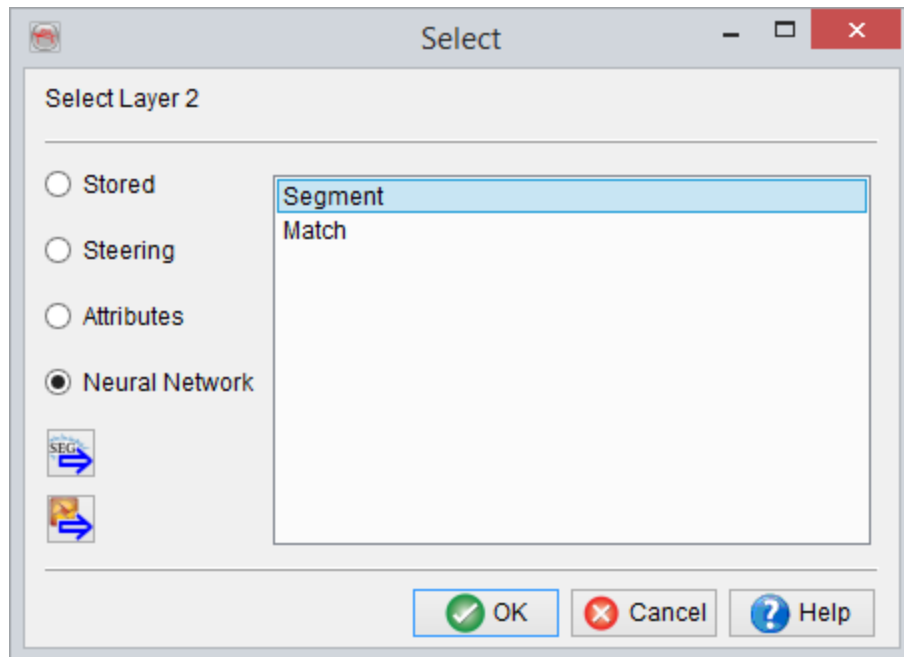 Select
Select Layer 2
Stored
Steering
Attributes
Neural Network
Segment
Match
SEG
OK
Cancel
Help